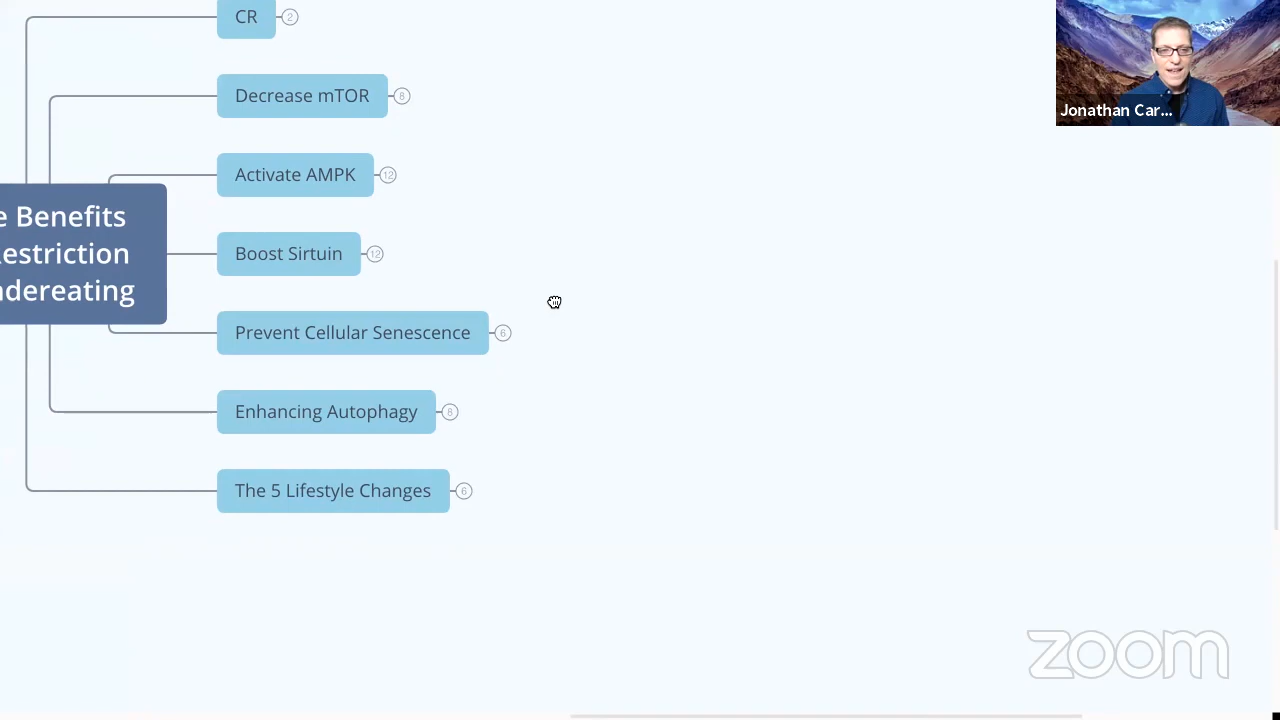 CR
2
Decrease mTOR
8
Activate AMPK
12
e Benefits
estriction
ndereating
Boost Sirtuin
12
Prevent Cellular Senescence
6
Enhancing Autophagy
8
The 5 Lifestyle Changes
6
Jonathan Car...
zoom